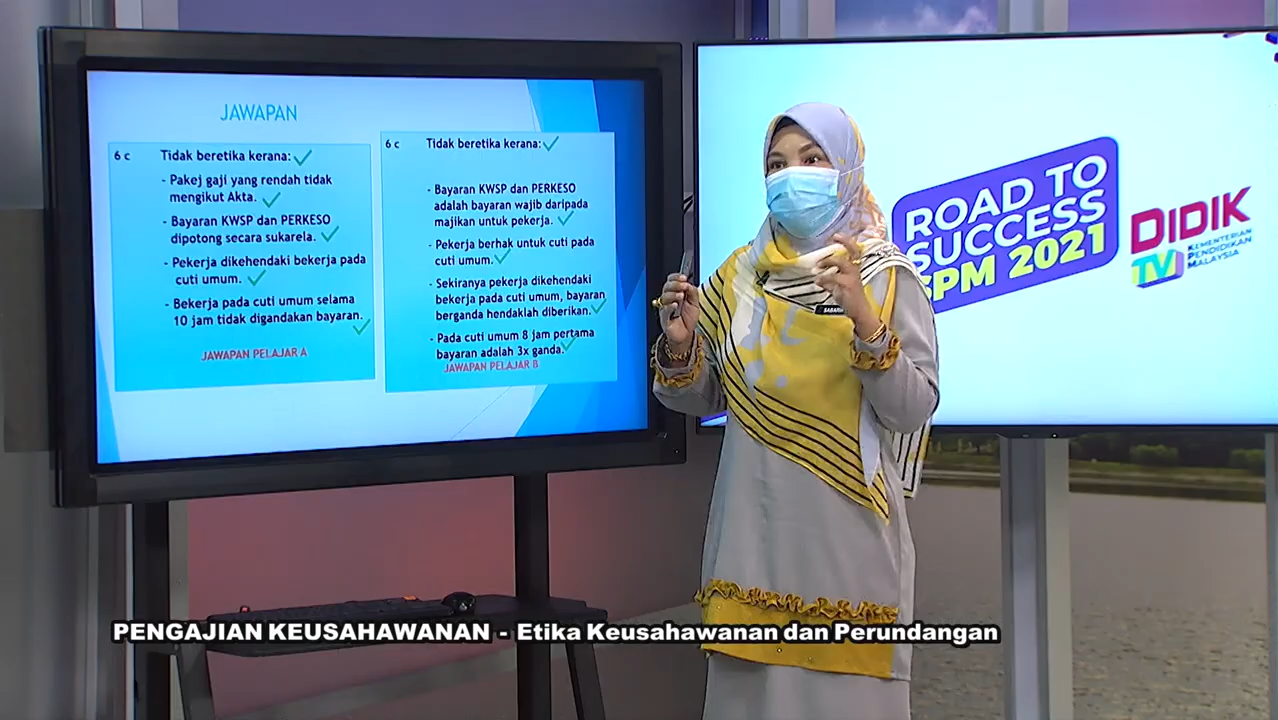 JAWAPAN
6 c Tidak beretika kerana:
- Pakej gaji yang rendah tidak
mengikut Akta.
- Bayaran KWSP dan PERKESO
dipotong secara sukarela.
- Pekerja dikehendaki bekerja pada
cuti umum.
- Bekerja pada cuti umum selama
10 jam tidak digandakan bayaran.
JAWAPAN PELAJAR A
6 c Tidak beretika kerana:
- Bayaran KWSP dan PERKESO
adalah bayaran wajib daripada
majikan untuk pekerja.
- Pekerja berhak untuk cuti pada
cuti umum.
- Sekiranya pekerja dikehendaki
bekerja pada cuti umum, bayaran
berganda hendaklah diberikan.
- Pada cuti umum 8 jam pertama
bayaran adalah 3x ganda.
JAWAPAN PELAJAR B
ROAD TO
SUCCESS
SPM 2021
DIDIK
TV
KEMENTERIAN
PENDIDIKAN
MALAYSIA
PENGAJIAN KEUSAHAWANAN - Etika Keusahawanan dan Perundangan